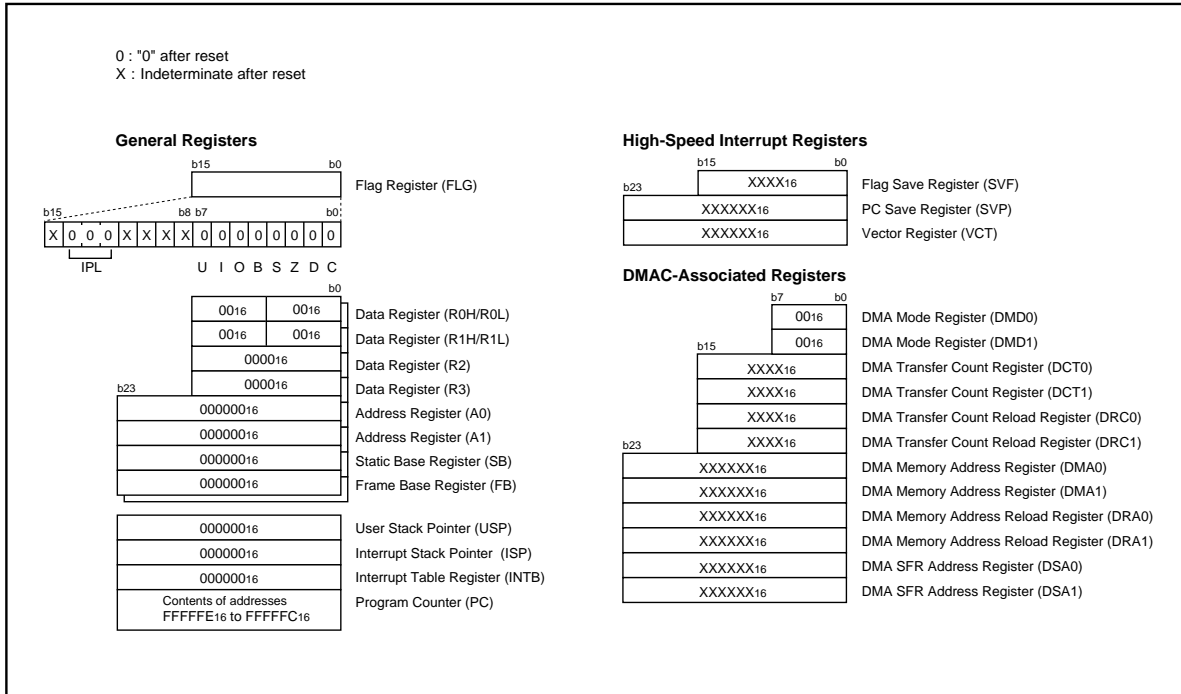 0 : "0" after reset
X : Indeterminate after reset
General Registers
b15 b0
Flag Register (FLG)
b15 b8 b7 b0
X 0 0 0 X X X X 0 0 0 0 0 0 0 0
IPL U I O B S Z D C
b0
0016 0016 Data Register (R0H/R0L)
0016 0016 Data Register (R1H/R1L)
000016 Data Register (R2)
000016 Data Register (R3)
b23
00000016 Address Register (A0)
00000016 Address Register (A1)
00000016 Static Base Register (SB)
00000016 Frame Base Register (FB)
00000016 User Stack Pointer (USP)
00000016 Interrupt Stack Pointer (ISP)
00000016 Interrupt Table Register (INTB)
Contents of addresses
FFFFFE16 to FFFFFC16
Program Counter (PC)
High-Speed Interrupt Registers
b15 b0
XXXX16 Flag Save Register (SVF)
b23
XXXXXX16 PC Save Register (SVP)
XXXXXX16 Vector Register (VCT)
DMAC-Associated Registers
b7 b0
0016 DMA Mode Register (DMD0)
0016 DMA Mode Register (DMD1)
b15
XXXX16 DMA Transfer Count Register (DCT0)
XXXX16 DMA Transfer Count Register (DCT1)
XXXX16 DMA Transfer Count Reload Register (DRC0)
XXXX16 DMA Transfer Count Reload Register (DRC1)
b23
XXXXXX16 DMA Memory Address Register (DMA0)
XXXXXX16 DMA Memory Address Register (DMA1)
XXXXXX16 DMA Memory Address Reload Register (DRA0)
XXXXXX16 DMA Memory Address Reload Register (DRA1)
XXXXXX16 DMA SFR Address Register (DSA0)
XXXXXX16 DMA SFR Address Register (DSA1)